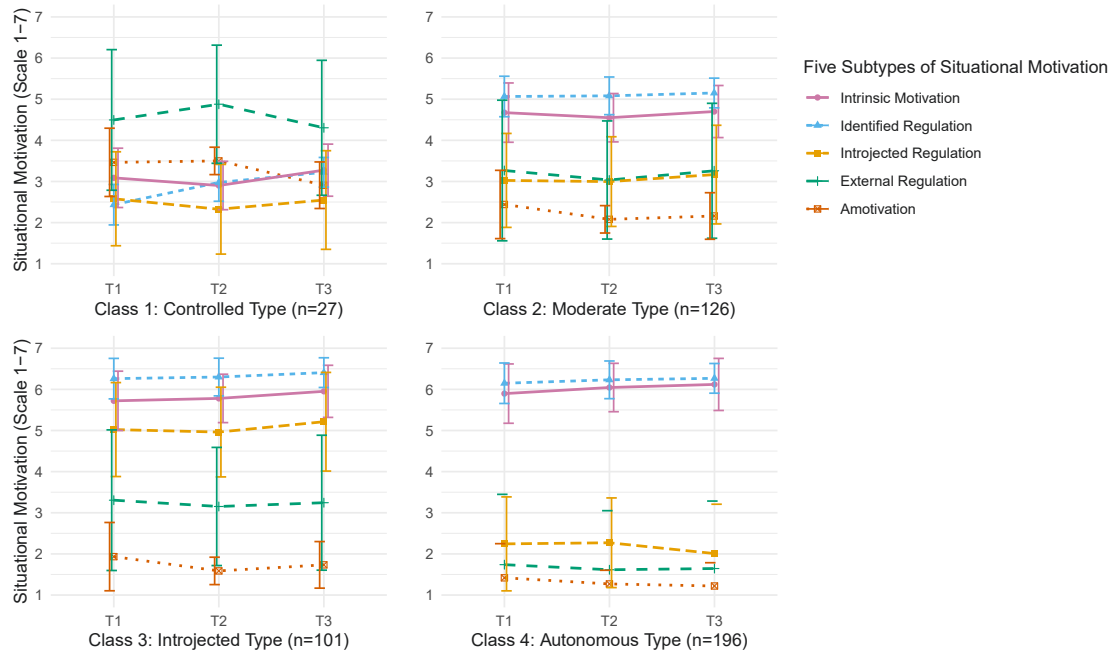 Situational Motivation (Scale 1−7)
7
6
5
4
3
2
1
T1
T2
T3
Class 1: Controlled Type (n=27)
7
6
5
4
3
2
1
T1
T2
T3
Class 2: Moderate Type (n=126)
Five Subtypes of Situational Motivation
Intrinsic Motivation
Identified Regulation
Introjected Regulation
External Regulation
Amotivation
Situational Motivation (Scale 1−7)
7
6
5
4
3
2
1
T1
T2
T3
Class 3: Introjected Type (n=101)
7
6
5
4
3
2
1
T1
T2
T3
Class 4: Autonomous Type (n=196)